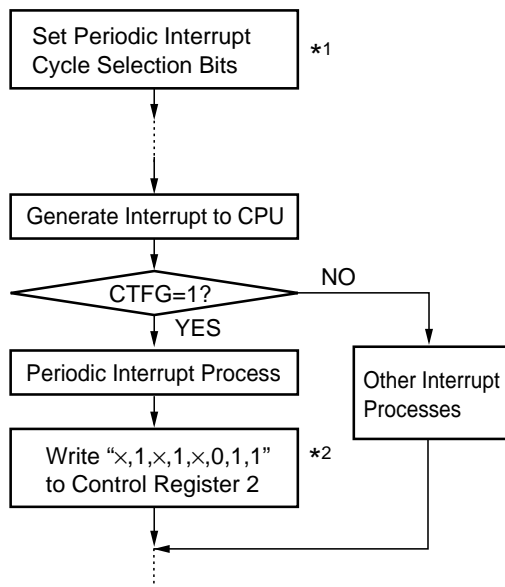 Set Periodic Interrupt
Cycle Selection Bits
*1
Generate Interrupt to CPU
CTFG=1?
NO
YES
Periodic Interrupt Process
Other Interrupt
Processes
Write “×,1,×,1,×,0,1,1”
to Control Register 2
*2